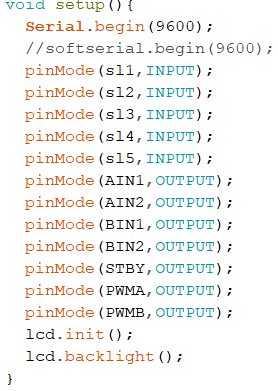 void setup(){
Serial.begin(9600);
//softserial.begin(9600);
pinMode(sl1,INPUT);
pinMode(sl2,INPUT);
pinMode(sl3,INPUT);
pinMode(sl4,INPUT);
pinMode(sl5,INPUT);
pinMode(AIN1,OUTPUT);
pinMode(AIN2,OUTPUT);
pinMode(BIN1,OUTPUT);
pinMode(BIN2,OUTPUT);
pinMode(STBY,OUTPUT);
pinMode(PWMA,OUTPUT);
pinMode(PWMB,OUTPUT);
lcd.init();
lcd.backlight();
}